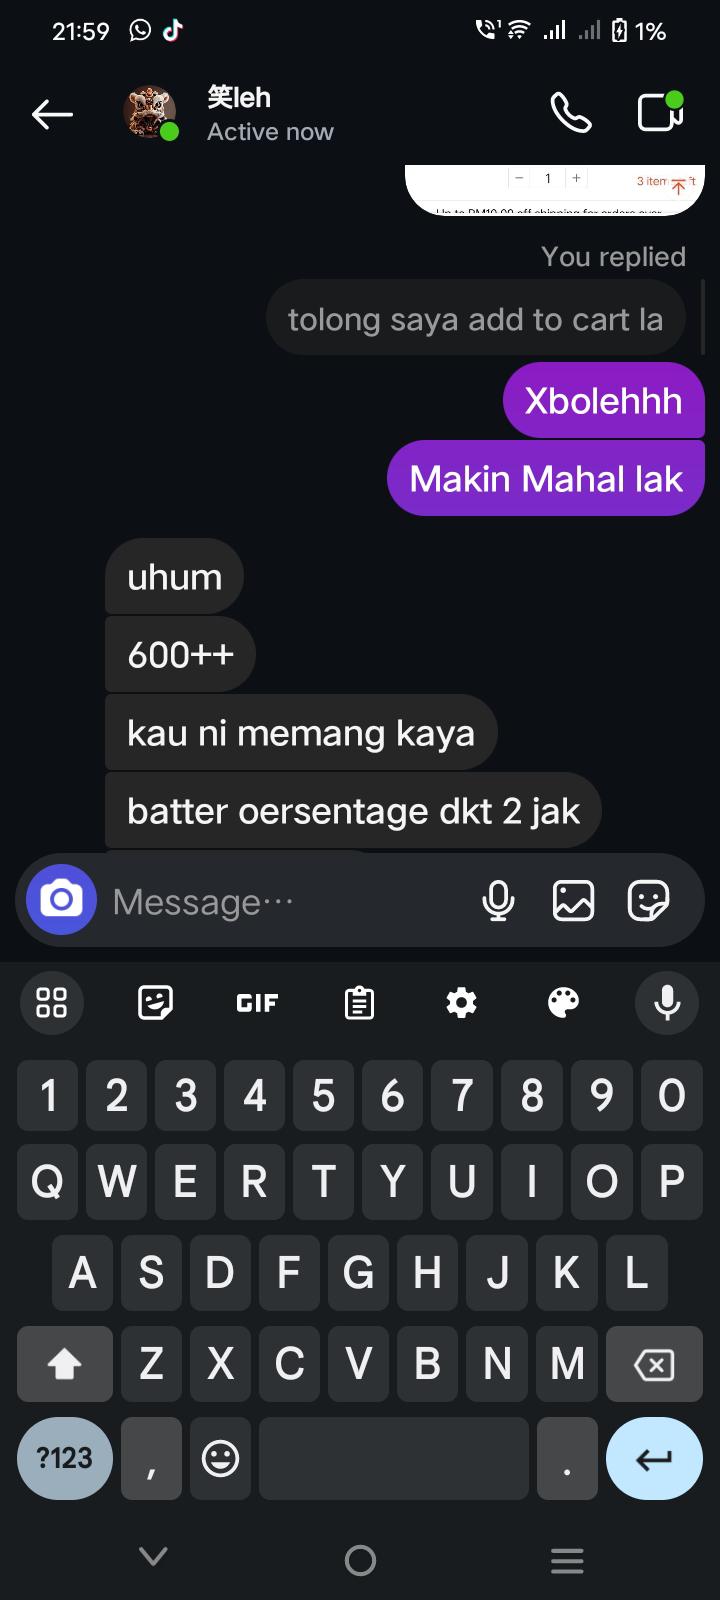 21:59
1
1%
笑leh
Active now
− 1 +
3 item
You replied
tolong saya add to cart la
Xbolehhh
Makin Mahal lak
uhum
600++
kau ni memang kaya
batter oersentage dkt 2 jak
Message...
GIF
1 2 3 4 5 6 7 8 9 0
Q W E R T Y U I O P
A S D F G H J K L
Z X C V B N M
?123 , .